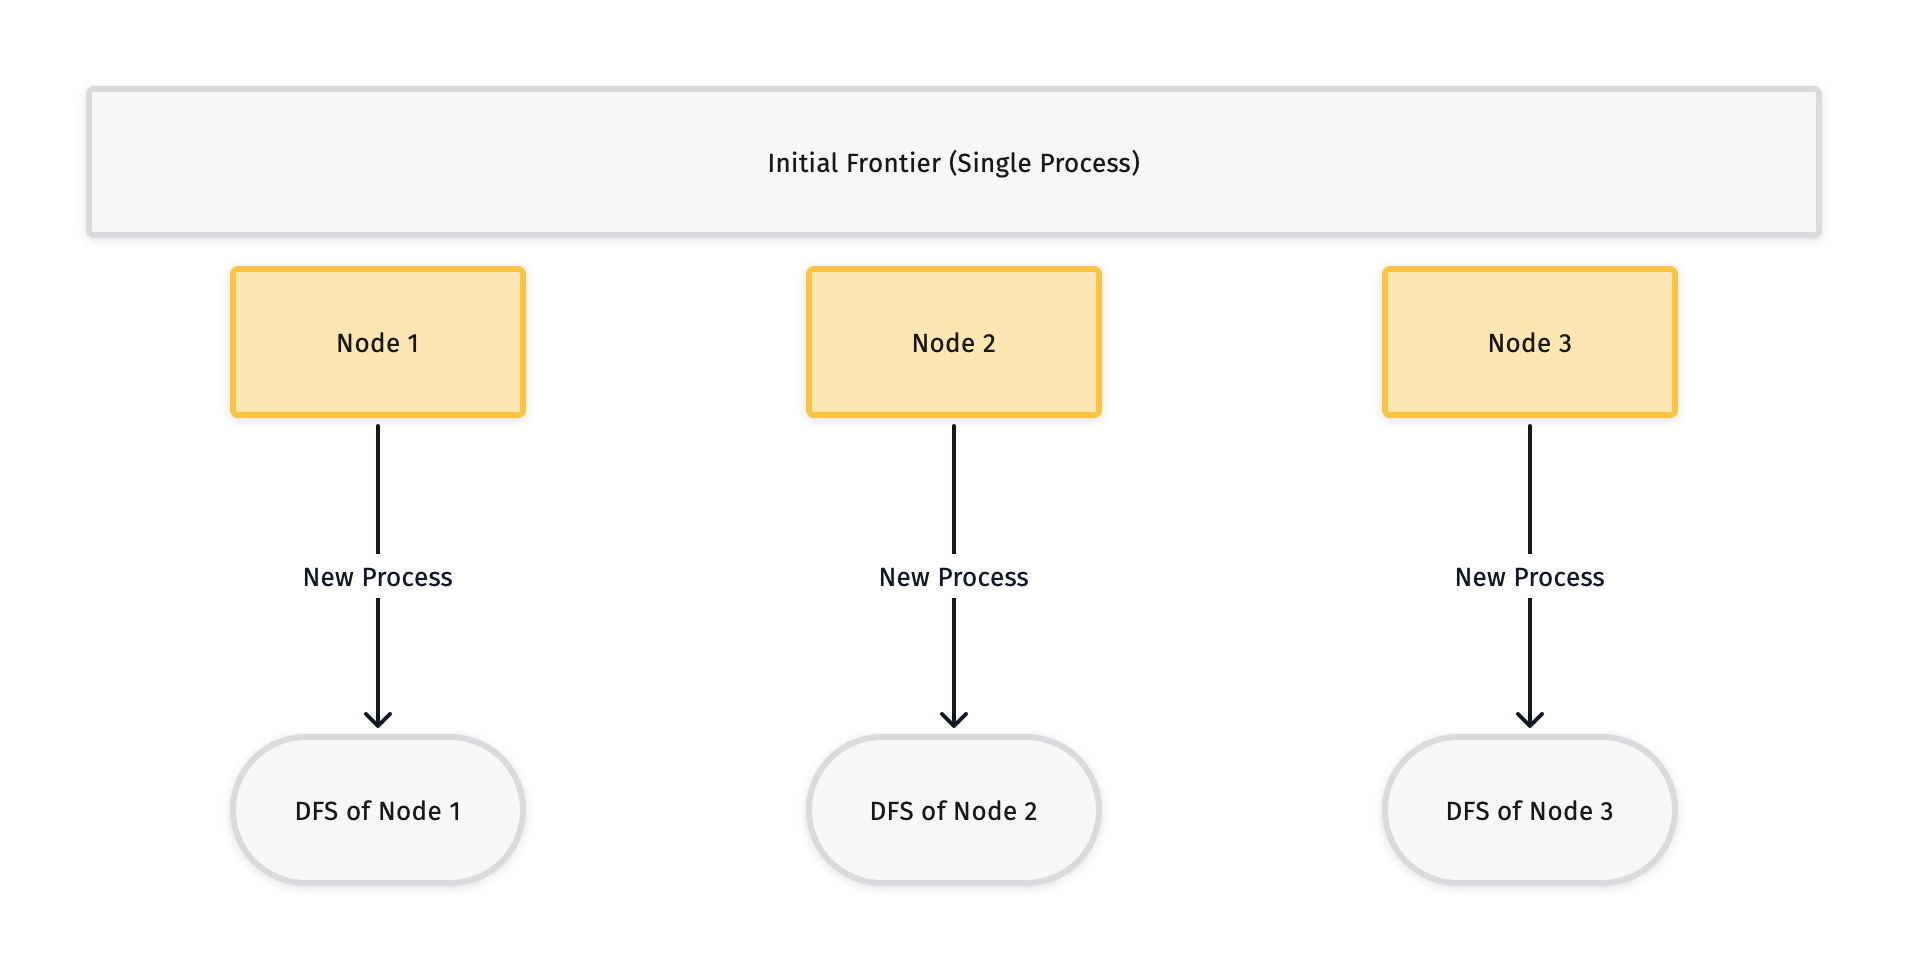 Initial Frontier (Single Process)
Node 1
Node 2
Node 3
New Process
New Process
New Process
DFS of Node 1
DFS of Node 2
DFS of Node 3